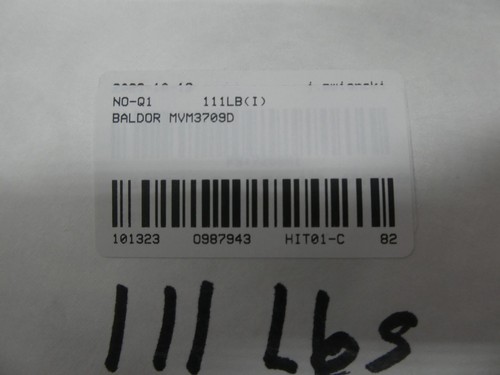 NO-Q1 111LB(I)
BALDOR MVM3709D
101323 0987943 HIT01-C 82
111 Lbs